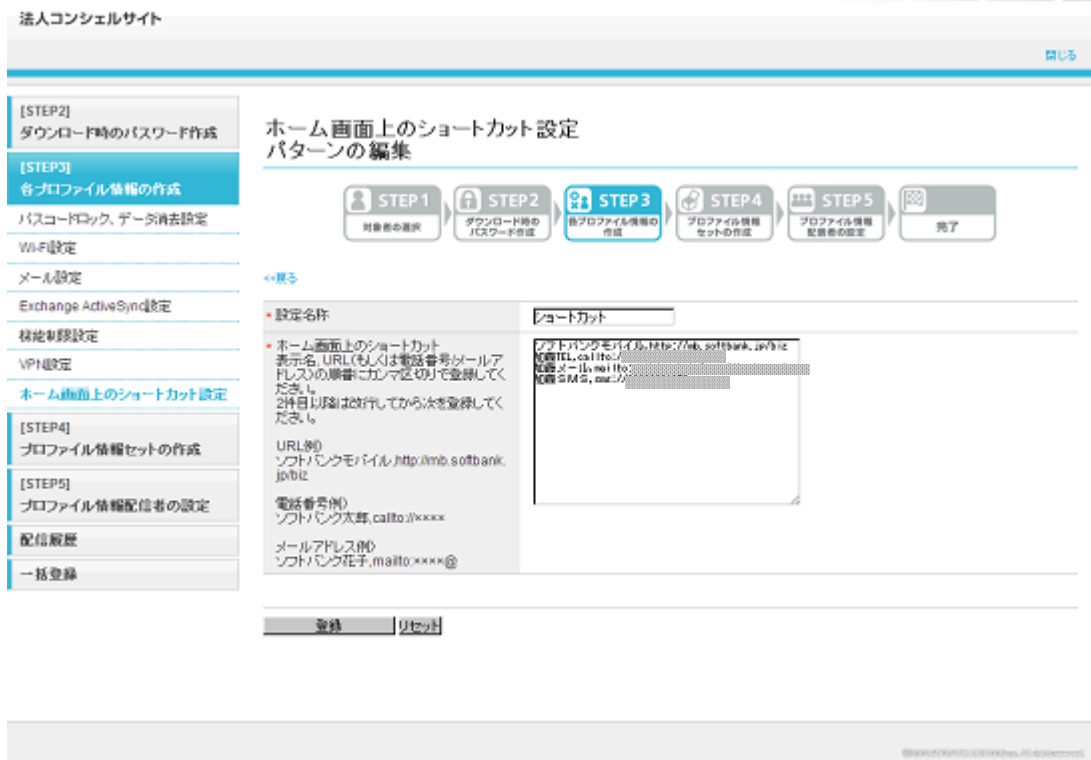 法人コンシェルサイト
閉じる
[STEP2]
ダウンロード時のパスワード作成
[STEP3]
各プロファイル情報の作成
パスコードロック、データ消去設定
Wi-Fi設定
メール設定
Exchange ActiveSync設定
機能制限設定
VPN設定
ホーム画面上のショートカット設定
[STEP4]
プロファイル情報セットの作成
[STEP5]
プロファイル情報配信者の設定
配信履歴
一括登録
ホーム画面上のショートカット設定
パターンの編集
STEP1
対象者の選択
STEP2
ダウンロード時の
パスワード作成
STEP3
各プロファイル情報の
作成
STEP4
プロファイル情報
セットの作成
STEP5
プロファイル情報
配信者の設定
完了
<<戻る
*設定名称
ショートカット
*ホーム画面上のショートカット
表示名、URL(もしくは電話番号/メールア
ドレス)の順番にカンマ区切りで登録してく
ださい。
2件目以降は改行してから次を登録してく
ださい。
URL例)
ソフトバンクモバイル,http://mb.softbank.
jp/biz
電話番号例)
ソフトバンク太郎,callto://××××
メールアドレス例)
ソフトバンク花子,mailto:××××@
ソフトバンクモバイル,http://mb.softbank.jp/biz
TEL,callto:/
メール,mailto:
SMS,sms://
登録
リセット